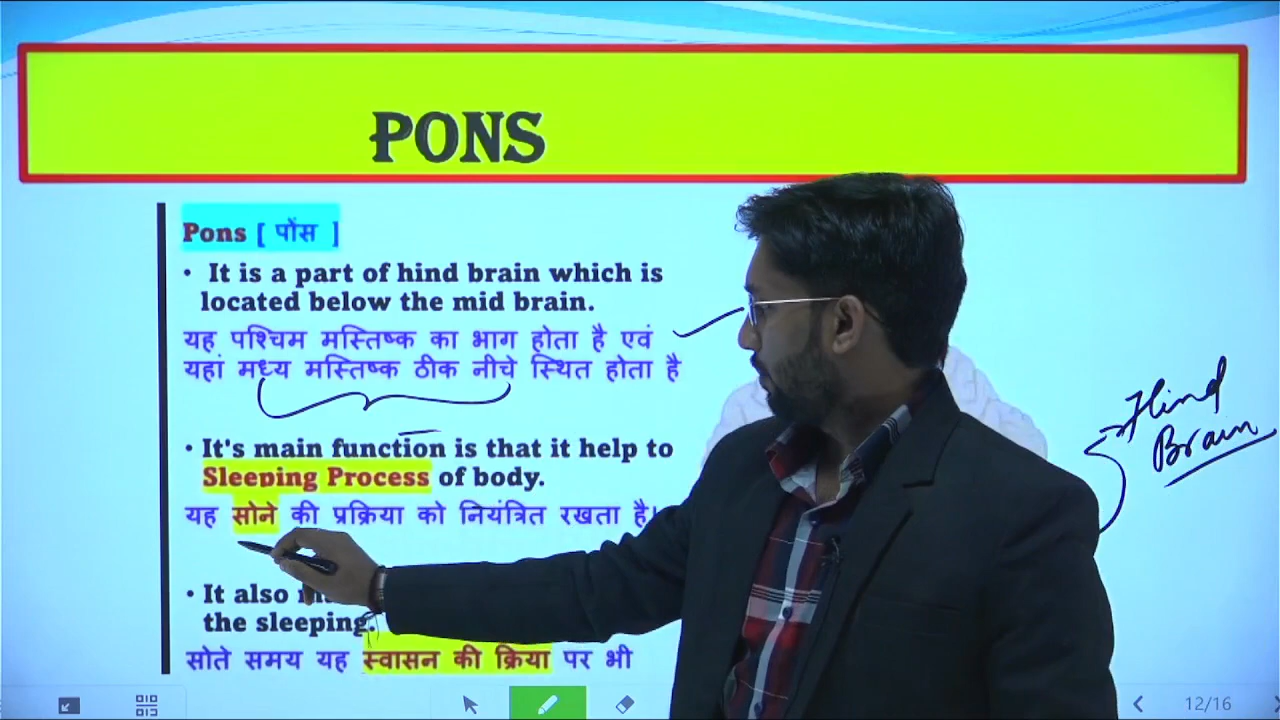 PONS
Pons [ पोंस ]
• It is a part of hind brain which is
located below the mid brain.
यह पश्चिम मस्तिष्क का भाग होता है एवं
यहां मध्य मस्तिष्क ठीक नीचे स्थित होता है
• It's main function is that it help to
Sleeping Process of body.
यह सोने की प्रक्रिया को नियंत्रित रखता है।
• It also
the sleeping.
सोते समय यह स्वासन की क्रिया पर भी
Hind
Brain
12/16